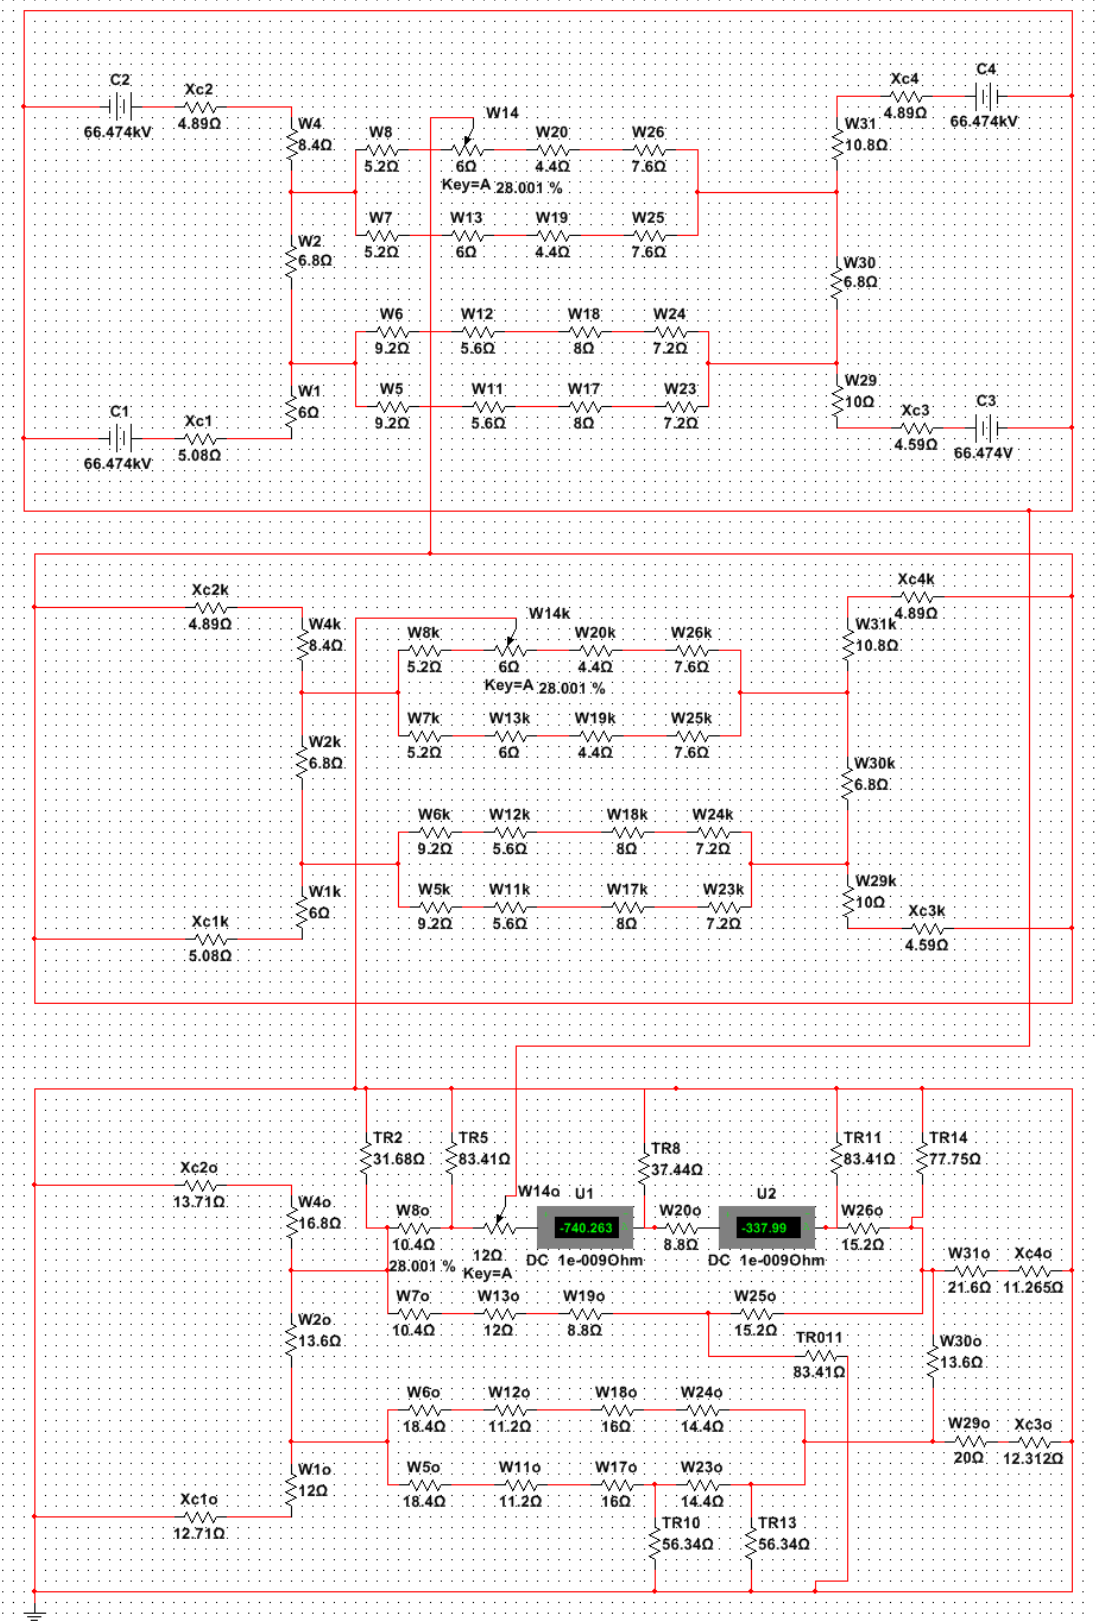 C2
66.474kV
Xc2
4.89Ω
W4
8.4Ω
W8
5.2Ω
W14
6Ω
Key=A 28.001 %
W20
4.4Ω
W26
7.6Ω
Xc4
4.89Ω
C4
66.474kV
W31
10.8Ω
W7
5.2Ω
W13
6Ω
W19
4.4Ω
W25
7.6Ω
W2
6.8Ω
W30
6.8Ω
W6
9.2Ω
W12
5.6Ω
W18
8Ω
W24
7.2Ω
W1
6Ω
W5
9.2Ω
W11
5.6Ω
W17
8Ω
W23
7.2Ω
W29
10Ω
C1
66.474kV
Xc1
5.08Ω
Xc3
4.59Ω
C3
66.474V
Xc2k
4.89Ω
W4k
8.4Ω
W8k
5.2Ω
W14k
6Ω
Key=A 28.001 %
W20k
4.4Ω
W26k
7.6Ω
Xc4k
4.89Ω
W31k
10.8Ω
W7k
5.2Ω
W13k
6Ω
W19k
4.4Ω
W25k
7.6Ω
W2k
6.8Ω
W30k
6.8Ω
W6k
9.2Ω
W12k
5.6Ω
W18k
8Ω
W24k
7.2Ω
W1k
6Ω
W5k
9.2Ω
W11k
5.6Ω
W17k
8Ω
W23k
7.2Ω
W29k
10Ω
Xc1k
5.08Ω
Xc3k
4.59Ω
TR2
31.68Ω
TR5
83.41Ω
TR8
37.44Ω
TR11
83.41Ω
TR14
77.75Ω
Xc2o
13.71Ω
W4o
16.8Ω
W8o
10.4Ω
W14o
12Ω
28.001 %
Key=A
U1
-740.263
DC 1e-009Ohm
W20o
8.8Ω
U2
-337.99
DC 1e-009Ohm
W26o
15.2Ω
W31o
21.6Ω
Xc4o
11.265Ω
W7o
10.4Ω
W13o
12Ω
W19o
8.8Ω
W25o
15.2Ω
W2o
13.6Ω
TR011
83.41Ω
W30o
13.6Ω
W6o
18.4Ω
W12o
11.2Ω
W18o
16Ω
W24o
14.4Ω
W29o
20Ω
Xc3o
12.312Ω
W1o
12Ω
W5o
18.4Ω
W11o
11.2Ω
W17o
16Ω
W23o
14.4Ω
Xc1o
12.71Ω
TR10
56.34Ω
TR13
56.34Ω